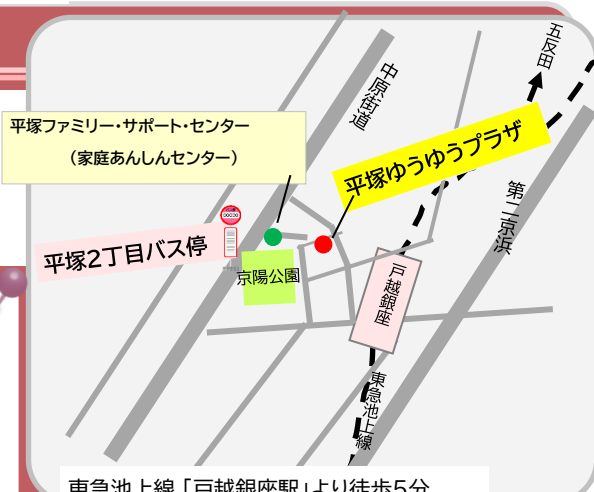 五反田
中原街道
平塚ファミリー・サポート・センター
（家庭あんしんセンター）
平塚ゆうゆうプラザ
第二京浜
平塚2丁目バス停
京陽公園
戸越銀座
東急池上線
東急池上線「戸越銀座駅」より徒歩5分